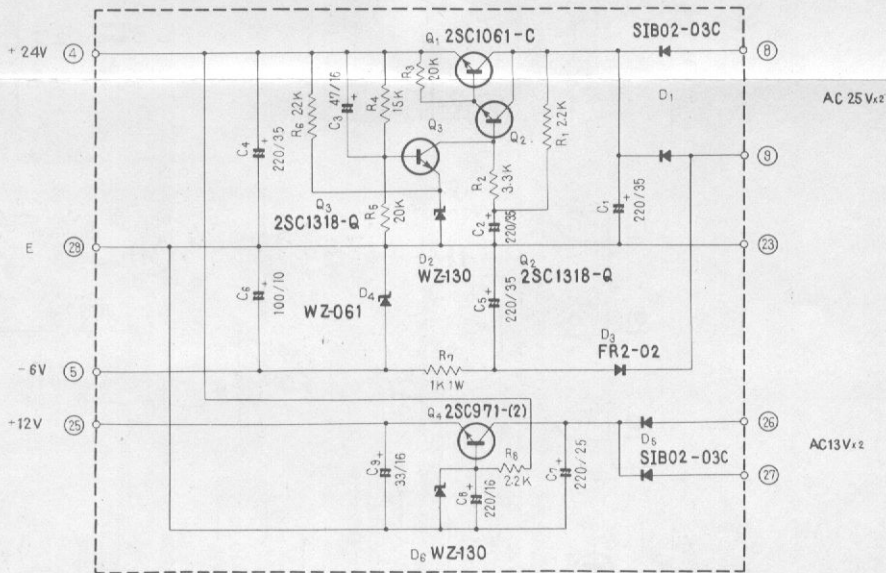 Q1 2SC1061-C
SIB02-03C
+24V
4
8
R3 20K
D1
AC 25V×2
R6 22K
C3 47/16
R4 15K
Q3
Q2
R1 2.2K
9
C4
220/35
R2
3.3K
C1
220/35
Q3
2SC1318-Q
R5
20K
C2
220/35
E
28
23
D2
WZ-130
Q2
2SC1318-Q
C6
100/10
D4
WZ-061
C5
220/35
D3
FR2-02
-6V
5
R7
1K 1W
+12V
25
Q4 2SC971-(2)
26
D5
SIB02-03C
AC13V×2
27
C9
33/16
C8
220/16
R8
2.2K
C7
220/25
D6 WZ-130